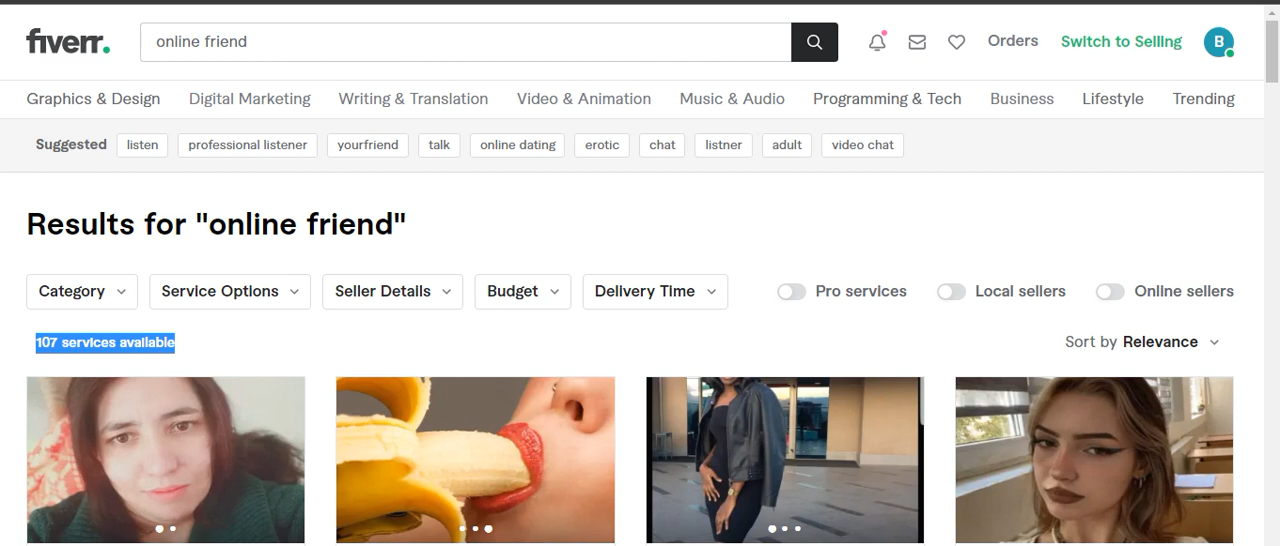 fiverr.
online friend
Orders
Switch to Selling
B
Graphics & Design
Digital Marketing
Writing & Translation
Video & Animation
Music & Audio
Programming & Tech
Business
Lifestyle
Trending
Suggested
listen
professional listener
yourfriend
talk
online dating
erotic
chat
listner
adult
video chat
Results for "online friend"
Category
Service Options
Seller Details
Budget
Delivery Time
Pro services
Local sellers
Online sellers
107 services available
Sort by Relevance